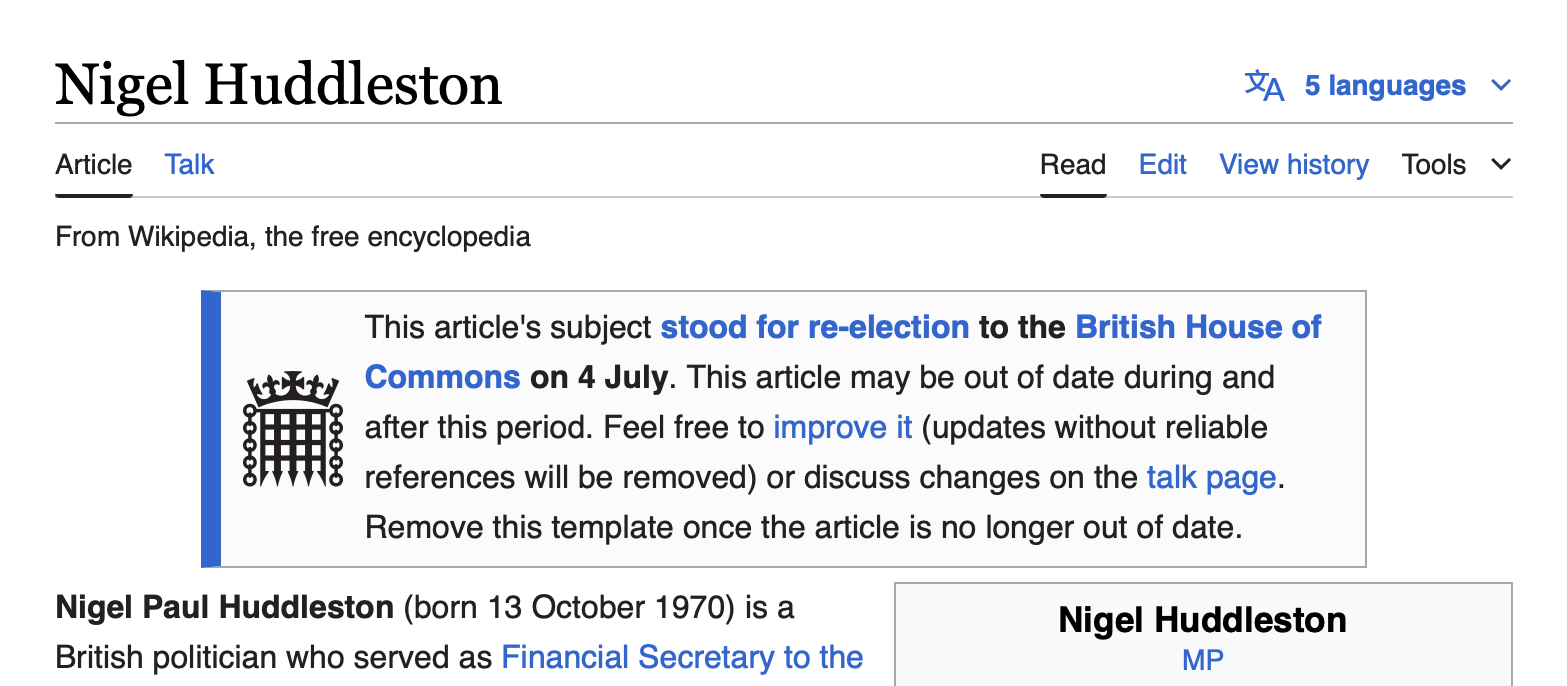 Nigel Huddleston
5 languages
Article Talk Read Edit View history Tools
From Wikipedia, the free encyclopedia
This article's subject stood for re-election to the British House of
Commons on 4 July. This article may be out of date during and
after this period. Feel free to improve it (updates without reliable
references will be removed) or discuss changes on the talk page.
Remove this template once the article is no longer out of date.
Nigel Paul Huddleston (born 13 October 1970) is a
British politician who served as Financial Secretary to the
Nigel Huddleston
MP